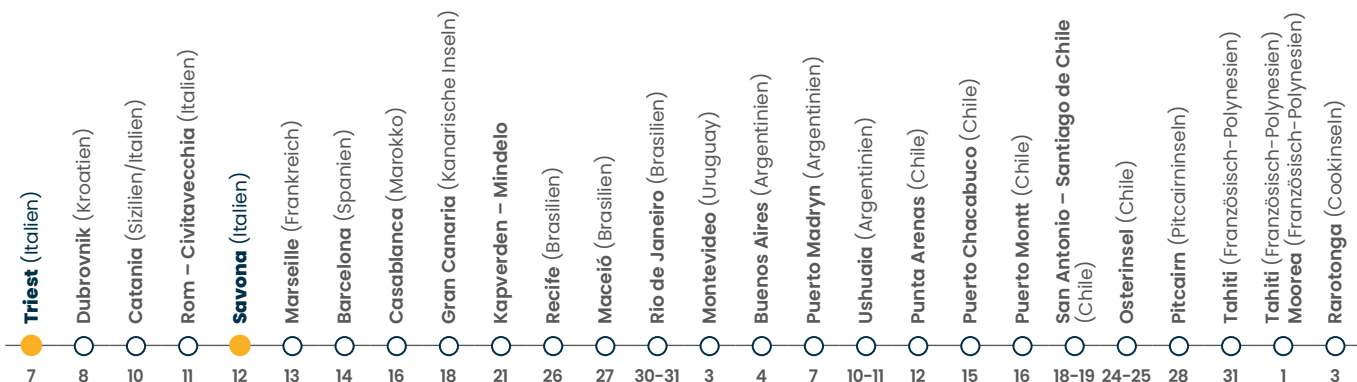 Triest (Italien)
Dubrovnik (Kroatien)
Catania (Sizilien/Italien)
Rom – Civitavecchia (Italien)
Savona (Italien)
Marseille (Frankreich)
Barcelona (Spanien)
Casablanca (Marokko)
Gran Canaria (Kanarische Inseln)
Kapverden – Mindelo
Recife (Brasilien)
Maceió (Brasilien)
Rio de Janeiro (Brasilien)
Montevideo (Uruguay)
Buenos Aires (Argentinien)
Puerto Madryn (Argentinien)
Ushuaia (Argentinien)
Punta Arenas (Chile)
Puerto Chacabuco (Chile)
Puerto Montt (Chile)
San Antonio – Santiago de Chile
(Chile)
Osterinsel (Chile)
Pitcairn (Pitcairninseln)
Tahiti (Französisch-Polynesien)
Tahiti (Französisch-Polynesien)
Moorea (Französisch-Polynesien)
Rarotonga (Cookinseln)
7 8 10 11 12 13 14 16 18 21 26 27 30-31 3 4 7 10-11 12 15 16 18-19 24-25 28 31 1 3